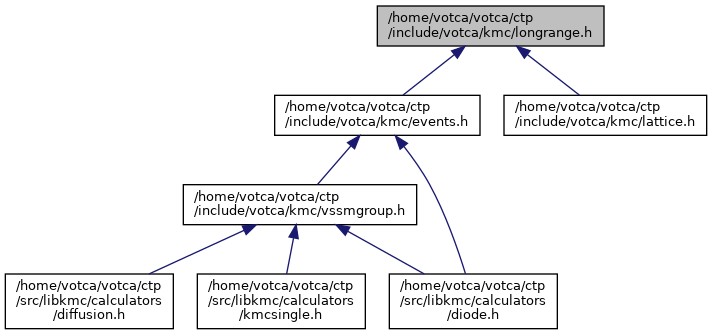 /home/votca/votca/ctp
/include/votca/kmc/longrange.h
/home/votca/votca/ctp
/include/votca/kmc/events.h
/home/votca/votca/ctp
/include/votca/kmc/lattice.h
/home/votca/votca/ctp
/include/votca/kmc/vssmgroup.h
/home/votca/votca/ctp
/src/libkmc/calculators
/diffusion.h
/home/votca/votca/ctp
/src/libkmc/calculators
/kmcsingle.h
/home/votca/votca/ctp
/src/libkmc/calculators
/diode.h